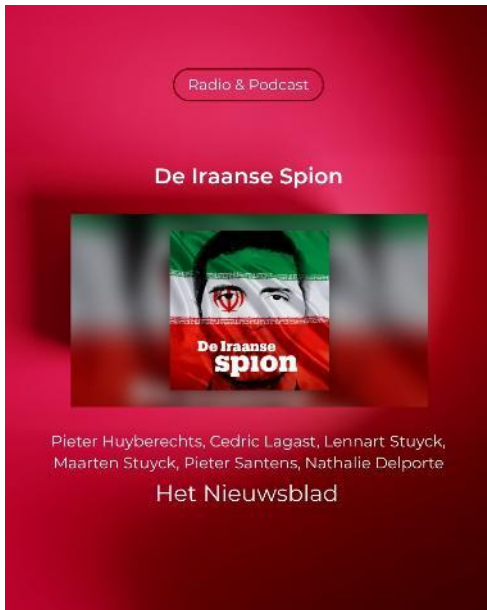 Radio & Podcast
De Iraanse Spion
De Iraanse
spion
Pieter Huyberechts, Cedric Lagast, Lennart Stuyck,
Maarten Stuyck, Pieter Santens, Nathalie Delporte
Het Nieuwsblad